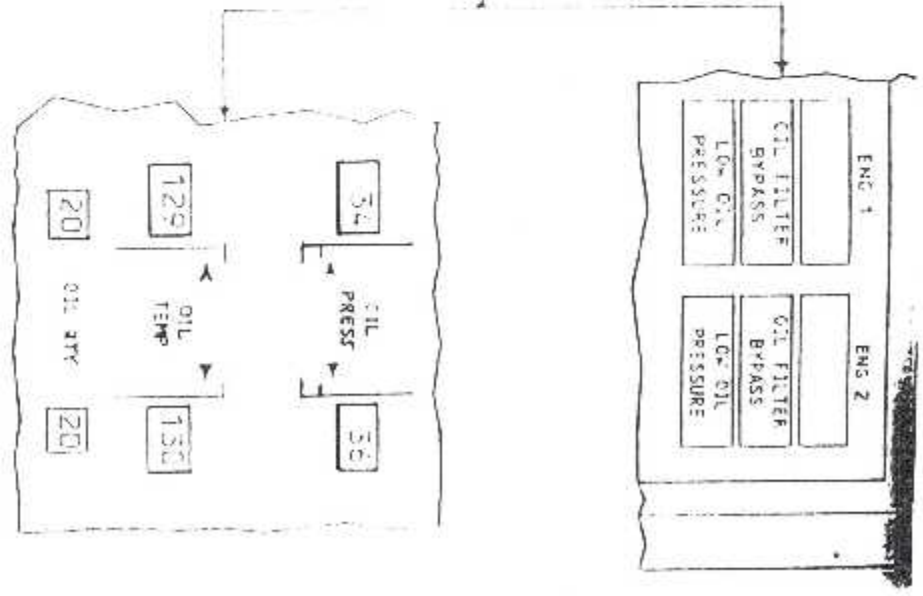 ENG 1
OIL FILTER
BYPASS
LOW OIL
PRESSURE
ENG 2
OIL FILTER
BYPASS
LOW OIL
PRESSURE
34
OIL
PRESS
36
129
OIL
TEMP
130
20
OIL QTY
20